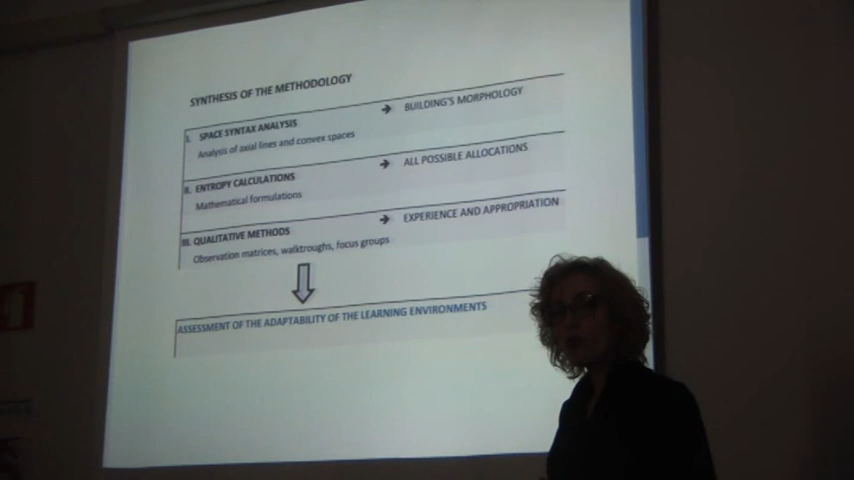 SYNTHESIS OF THE METHODOLOGY
I. SPACE SYNTAX ANALYSIS → BUILDING'S MORPHOLOGY
Analysis of axial lines and convex spaces
II. ENTROPY CALCULATIONS → ALL POSSIBLE ALLOCATIONS
Mathematical formulations
III. QUALITATIVE METHODS → EXPERIENCE AND APPROPRIATION
Observation matrices, walktroughs, focus groups
ASSESSMENT OF THE ADAPTABILITY OF THE LEARNING ENVIRONMENTS